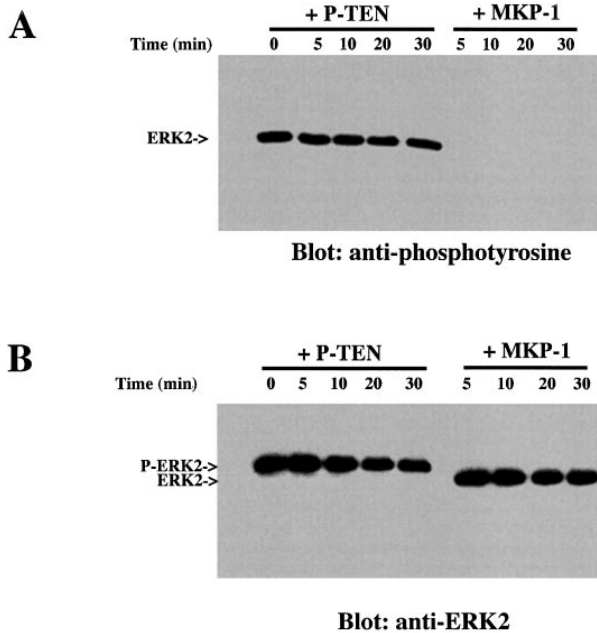 A
+ P-TEN + MKP-1
Time (min) 0 5 10 20 30 5 10 20 30
ERK2->
Blot: anti-phosphotyrosine
B
+ P-TEN + MKP-1
Time (min) 0 5 10 20 30 5 10 20 30
P-ERK2->
ERK2->
Blot: anti-ERK2